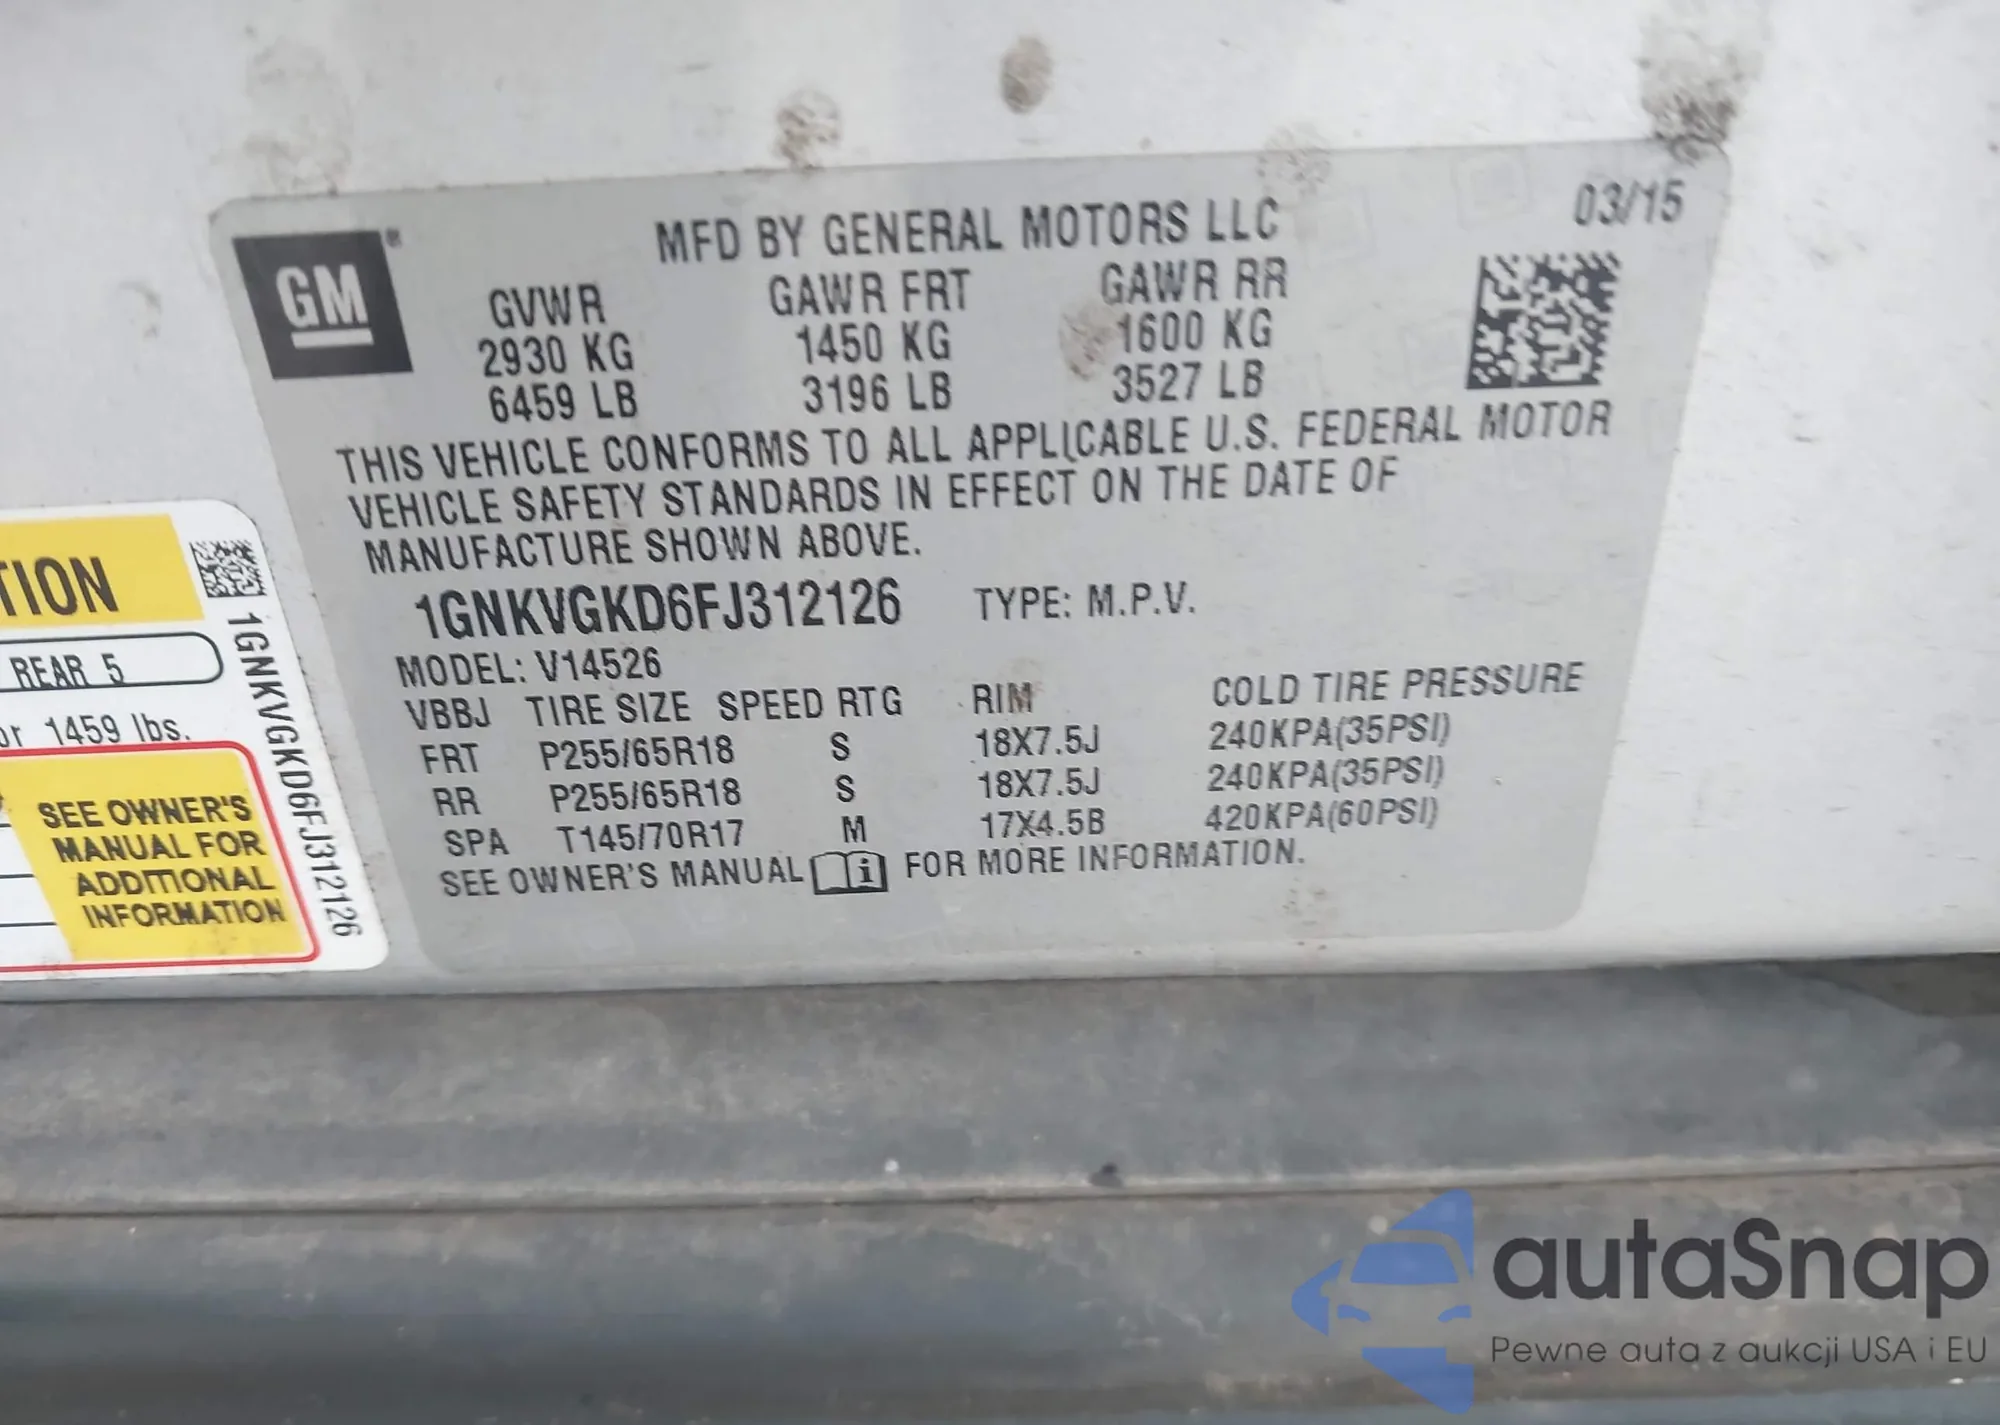 03/15
GM
MFD BY GENERAL MOTORS LLC
GVWR GAWR FRT GAWR RR
2930 KG 1450 KG 1600 KG
6459 LB 3196 LB 3527 LB
THIS VEHICLE CONFORMS TO ALL APPLICABLE U.S. FEDERAL MOTOR
VEHICLE SAFETY STANDARDS IN EFFECT ON THE DATE OF
MANUFACTURE SHOWN ABOVE.
1GNKVGKD6FJ312126 TYPE: M.P.V.
MODEL: V14526
VBBJ TIRE SIZE SPEED RTG RIM COLD TIRE PRESSURE
FRT P255/65R18 S 18X7.5J 240KPA(35PSI)
RR P255/65R18 S 18X7.5J 240KPA(35PSI)
SPA T145/70R17 M 17X4.5B 420KPA(60PSI)
SEE OWNER'S MANUAL i FOR MORE INFORMATION.
TION
REAR 5
or 1459 lbs.
SEE OWNER'S
MANUAL FOR
ADDITIONAL
INFORMATION
1GNKVGKD6FJ312126
autaSnap
Pewne auta z aukcji USA i EU